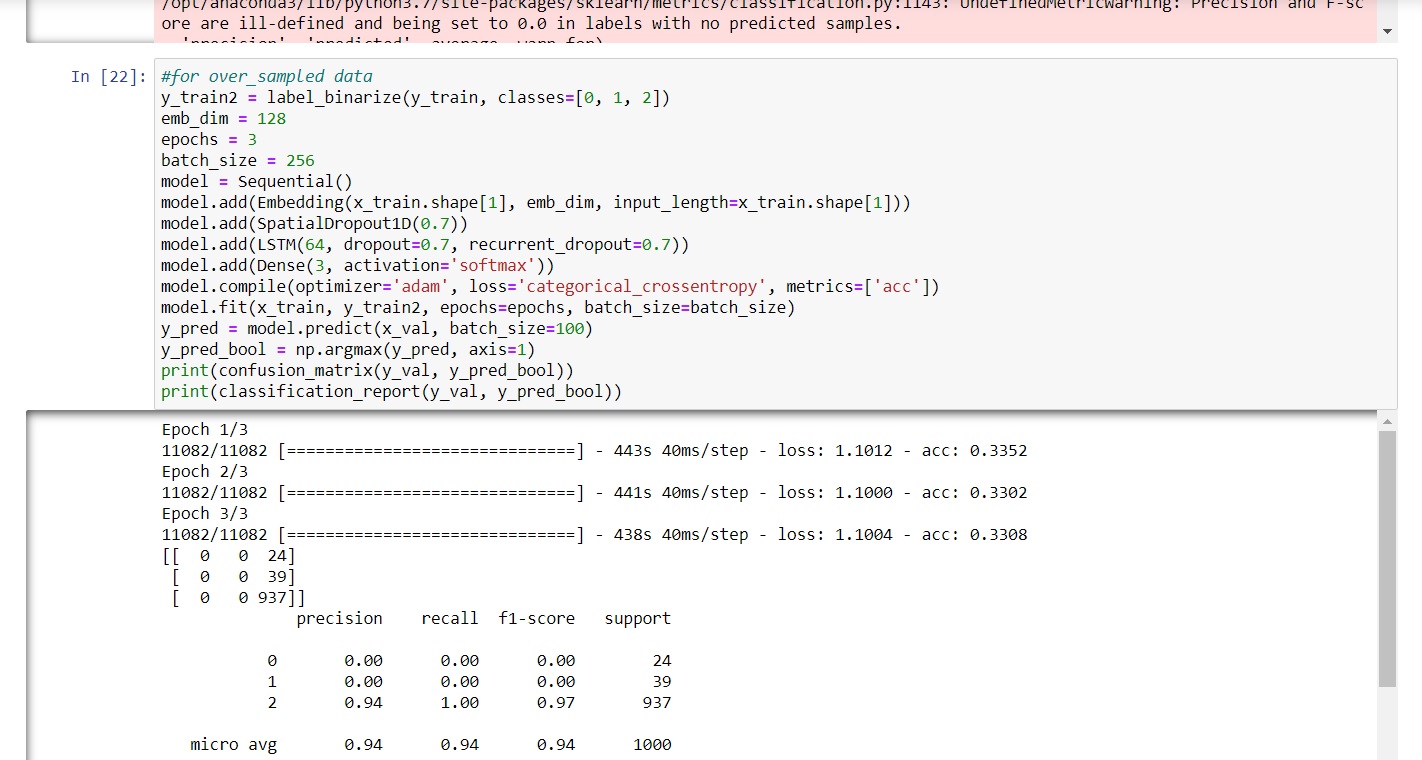 /opt/anaconda3/lib/python3.7/site-packages/sklearn/metrics/classification.py:1143: UndefinedMetricWarning: Precision and F-sc
ore are ill-defined and being set to 0.0 in labels with no predicted samples.
'precision', 'predicted', average, warn_for)
In [22]:
#for over_sampled data
y_train2 = label_binarize(y_train, classes=[0, 1, 2])
emb_dim = 128
epochs = 3
batch_size = 256
model = Sequential()
model.add(Embedding(x_train.shape[1], emb_dim, input_length=x_train.shape[1]))
model.add(SpatialDropout1D(0.7))
model.add(LSTM(64, dropout=0.7, recurrent_dropout=0.7))
model.add(Dense(3, activation='softmax'))
model.compile(optimizer='adam', loss='categorical_crossentropy', metrics=['acc'])
model.fit(x_train, y_train2, epochs=epochs, batch_size=batch_size)
y_pred = model.predict(x_val, batch_size=100)
y_pred_bool = np.argmax(y_pred, axis=1)
print(confusion_matrix(y_val, y_pred_bool))
print(classification_report(y_val, y_pred_bool))
Epoch 1/3
11082/11082 [==============================] - 443s 40ms/step - loss: 1.1012 - acc: 0.3352
Epoch 2/3
11082/11082 [==============================] - 441s 40ms/step - loss: 1.1000 - acc: 0.3302
Epoch 3/3
11082/11082 [==============================] - 438s 40ms/step - loss: 1.1004 - acc: 0.3308
[[ 0 0 24]
[ 0 0 39]
[ 0 0 937]]
precision recall f1-score support
0 0.00 0.00 0.00 24
1 0.00 0.00 0.00 39
2 0.94 1.00 0.97 937
micro avg 0.94 0.94 0.94 1000